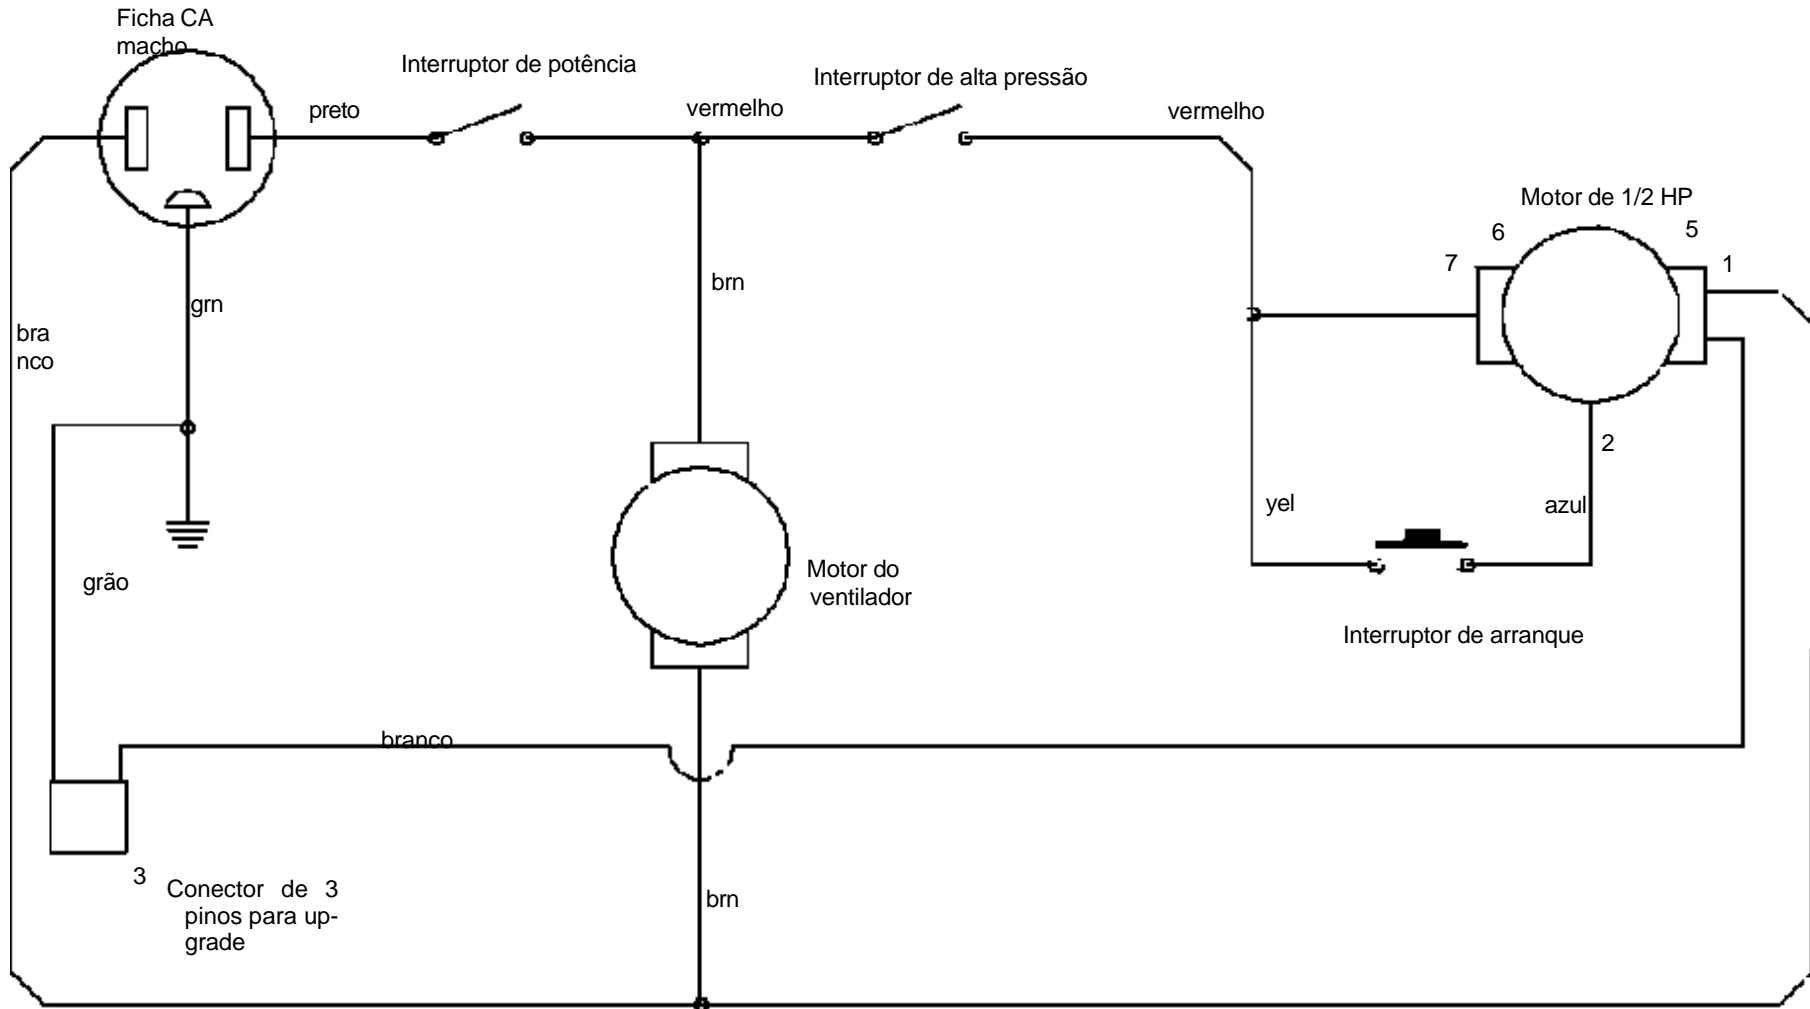 Ficha CA
macho
Interruptor de potência
Interruptor de alta pressão
preto
vermelho
vermelho
Motor de 1/2 HP
6
5
7
1
brn
grn
bra
nco
2
yel
azul
Motor do
ventilador
grão
Interruptor de arranque
branco
3
Conector de 3
pinos para up-
grade
brn